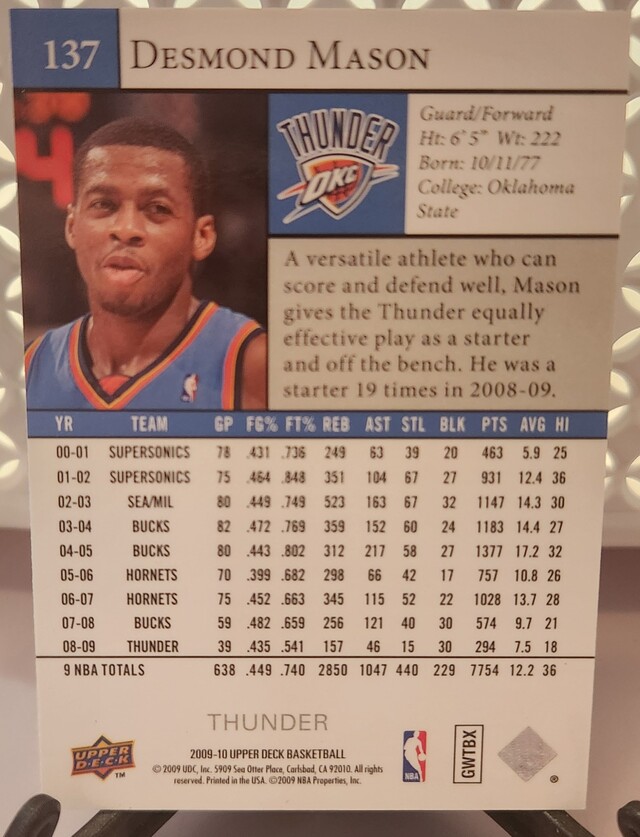 137 DESMOND MASON
THUNDER
OKC
Guard/Forward
Ht: 6' 5" Wt: 222
Born: 10/11/77
College: Oklahoma
State
A versatile athlete who can
score and defend well, Mason
gives the Thunder equally
effective play as a starter
and off the bench. He was a
starter 19 times in 2008-09.
YR TEAM GP FG% FT% REB AST STL BLK PTS AVG HI
00-01 SUPERSONICS 78 .431 .736 249 63 39 20 463 5.9 25
01-02 SUPERSONICS 75 .464 .848 351 104 67 27 931 12.4 36
02-03 SEA/MIL 80 .449 .749 523 163 67 32 1147 14.3 30
03-04 BUCKS 82 .472 .769 359 152 60 24 1183 14.4 27
04-05 BUCKS 80 .443 .802 312 217 58 27 1377 17.2 32
05-06 HORNETS 70 .399 .682 298 66 42 17 757 10.8 26
06-07 HORNETS 75 .452 .663 345 115 52 22 1028 13.7 28
07-08 BUCKS 59 .482 .659 256 121 40 30 574 9.7 21
08-09 THUNDER 39 .435 .541 157 46 15 30 294 7.5 18
9 NBA TOTALS 638 .449 .740 2850 1047 440 229 7754 12.2 36
THUNDER
UPPER DECK ™
2009-10 UPPER DECK BASKETBALL
© 2009 UDC, Inc. 5909 Sea Otter Place, Carlsbad, CA 92010. All rights
reserved. Printed in the USA. ©2009 NBA Properties, Inc.
NBA
GWTBX
®